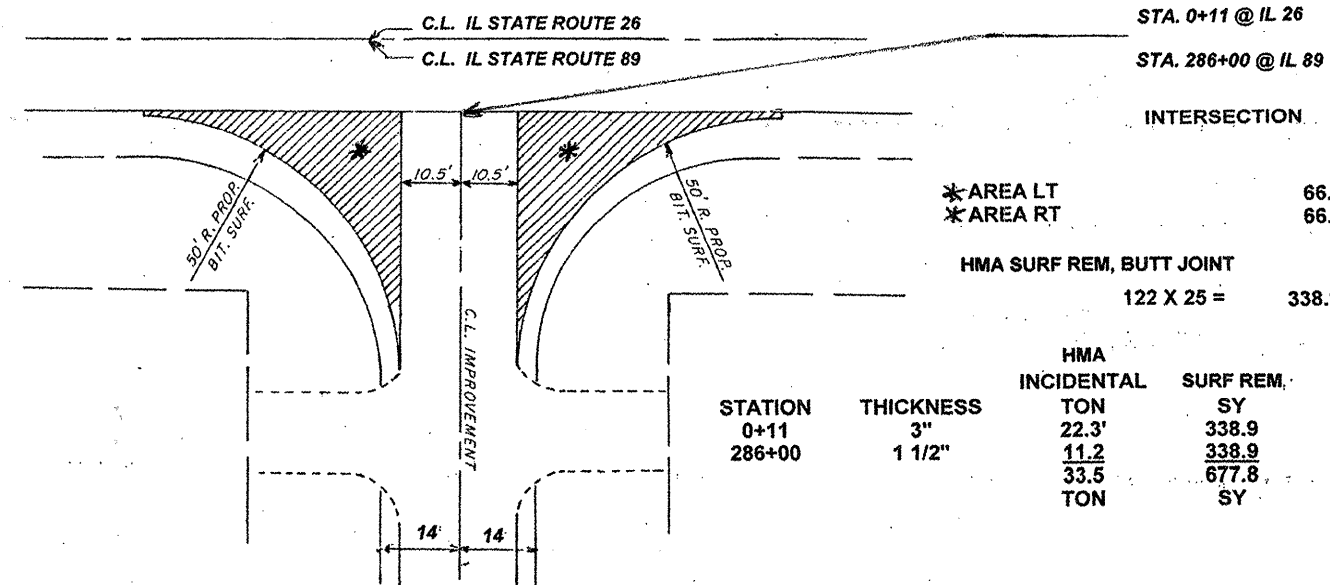 C.L. IL STATE ROUTE 26
C.L. IL STATE ROUTE 89
STA. 0+11 @ IL 26
STA. 286+00 @ IL 89
INTERSECTION
10.5' 10.5'
50' R. PROP.
BIT. SURF.
50' R. PROP.
BIT. SURF.
* AREA LT 66.
* AREA RT 66.
HMA SURF REM, BUTT JOINT
122 X 25 = 338.
C.L. IMPROVEMENT
HMA
INCIDENTAL SURF REM.
STATION THICKNESS TON SY
0+11 3" 22.3' 338.9
286+00 1 1/2" 11.2 338.9
33.5 677.8
TON SY
14' 14'